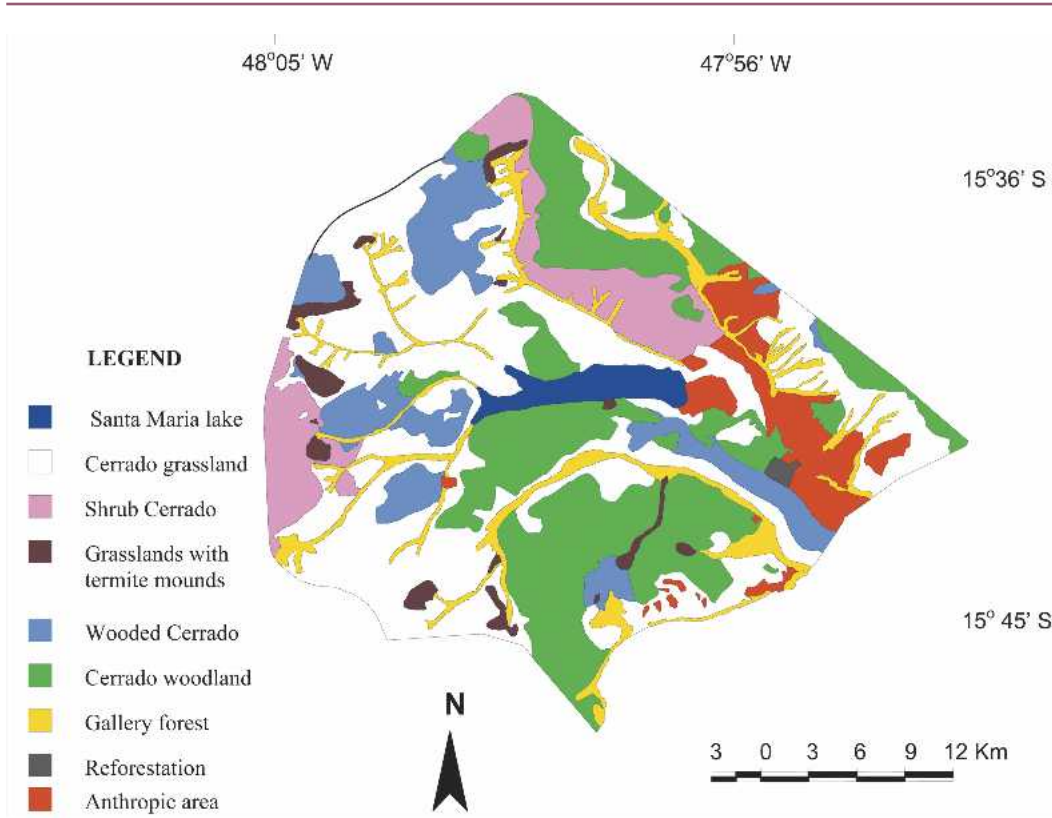 48°05' W
47°56' W
15°36' S
LEGEND
Santa Maria lake
Cerrado grassland
Shrub Cerrado
Grasslands with
termite mounds
Wooded Cerrado
15° 45' S
Cerrado woodland
Gallery forest
N
Reforestation
3 0 3 6 9 12 Km
Anthropic area